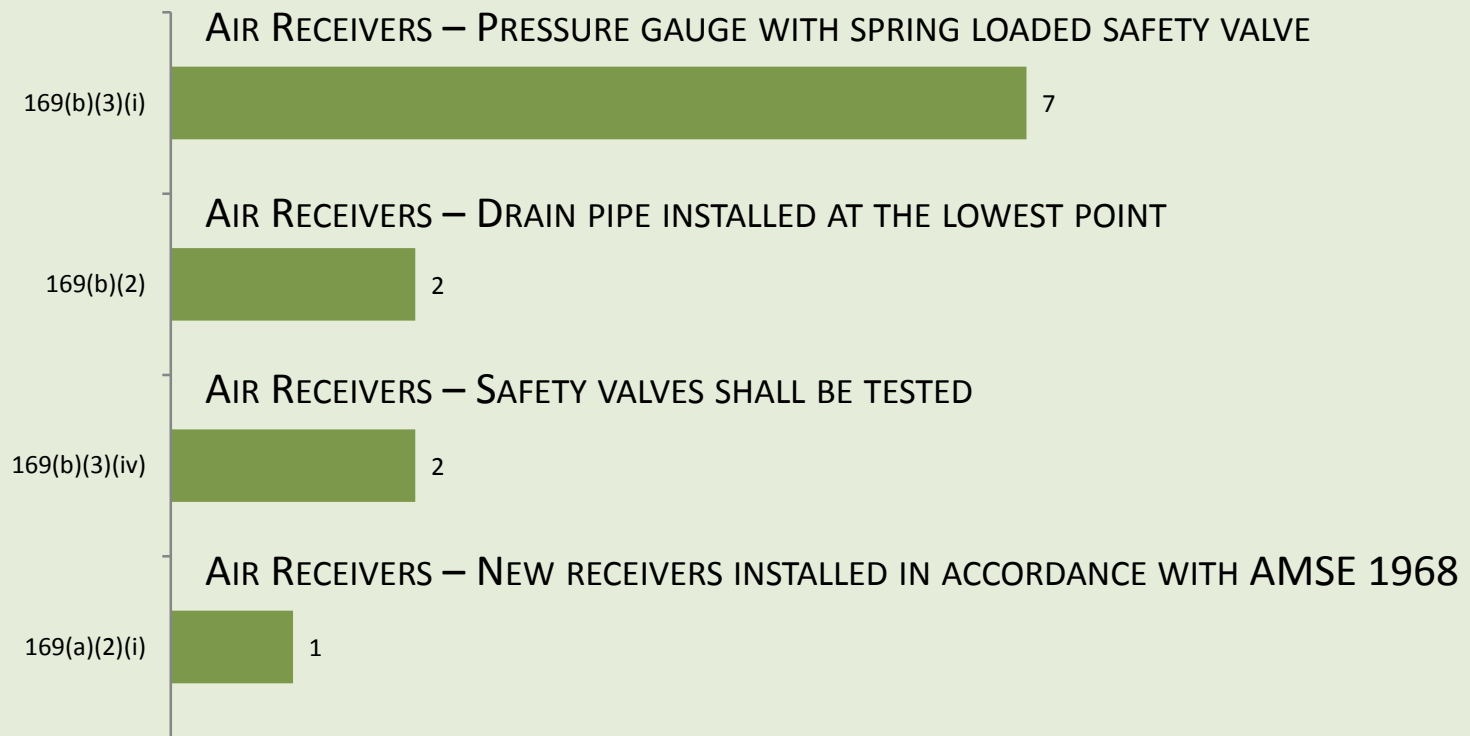 Air Receivers – Pressure gauge with spring loaded safety valve
169(b)(3)(i) 7
Air Receivers – Drain pipe installed at the lowest point
169(b)(2) 2
Air Receivers – Safety valves shall be tested
169(b)(3)(iv) 2
Air Receivers – New receivers installed in accordance with AMSE 1968
169(a)(2)(i) 1